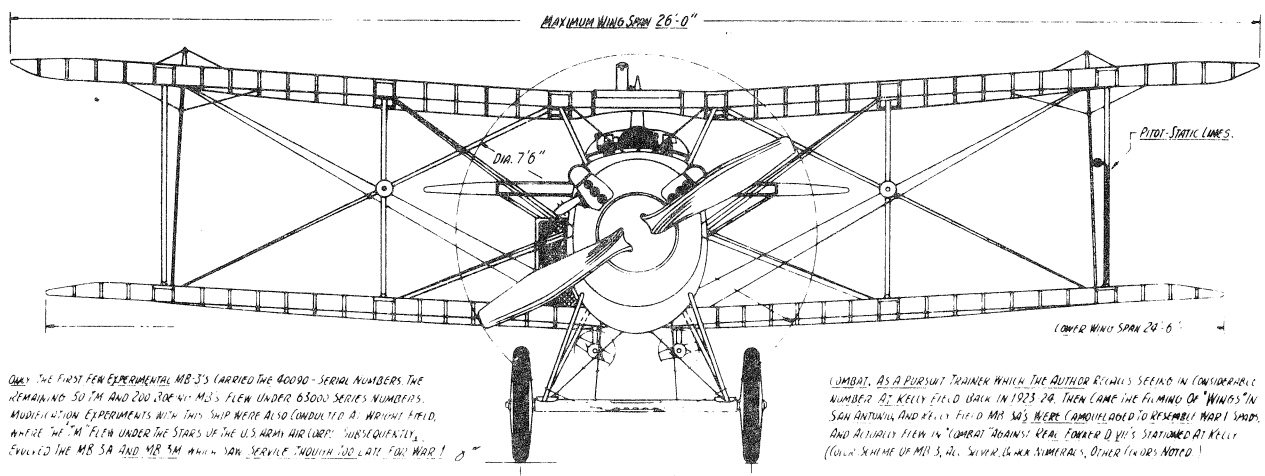 MAXIMUM WING SPAN 26'-0"
PITOT-STATIC LINES.
DIA. 7'6"
LOWER WING SPAN 24'-6"
ONLY THE FIRST FEW EXPERIMENTAL MB-3'S CARRIED THE 40090-SERIAL NUMBERS. THE
REMAINING 50 TM AND 200 BOEING MB3'S FLEW UNDER 63000 SERIES NUMBERS.
MODIFICATION EXPERIMENTS WITH THIS SHIP WERE ALSO CONDUCTED AT WRIGHT FIELD,
WHERE THE "TM" FLEW UNDER THE STARS OF THE U.S. ARMY AIR CORPS. SUBSEQUENTLY,
EVOLVED THE MB 3A AND MB 3M WHICH SAW SERVICE THOUGH TOO LATE FOR WAR I
COMBAT. AS A PURSUIT TRAINER WHICH THE AUTHOR RECALLS SEEING IN CONSIDERABLE
NUMBER AT KELLY FIELD BACK IN 1923-24. THEN CAME THE FILMING OF "WINGS" IN
SAN ANTONIO, AND KELLY FIELD MB 3A'S WERE CAMOUFLAGED TO RESEMBLE WAR I SPADS,
AND ACTUALLY FLEW IN "COMBAT" AGAINST REAL FOKKER D VII'S STATIONED AT KELLY
(COLOR SCHEME OF MB 3, ALL SILVER, BLACK NUMERALS, OTHER COLORS NOTED.)